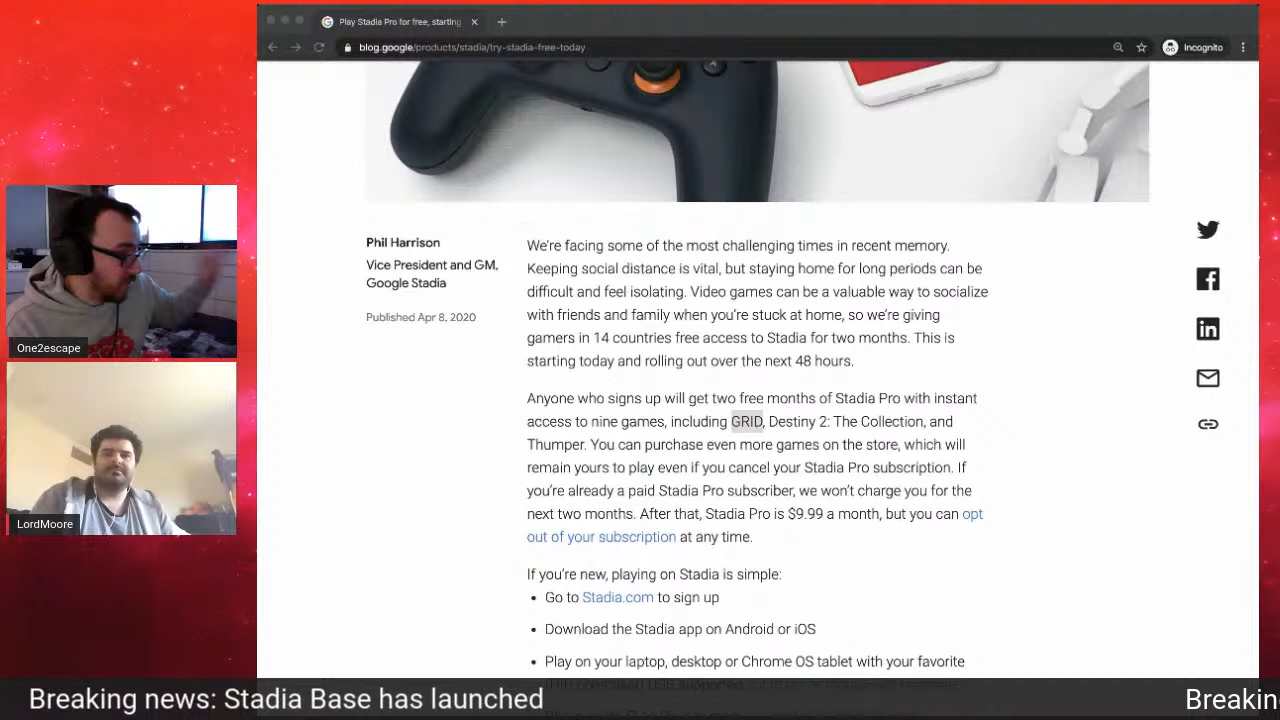 Play Stadia Pro for free, starting
blog.google/products/stadia/try-stadia-free-today
Incognito
Phil Harrison
Vice President and GM,
Google Stadia
Published Apr 8, 2020
We're facing some of the most challenging times in recent memory.
Keeping social distance is vital, but staying home for long periods can be
difficult and feel isolating. Video games can be a valuable way to socialize
with friends and family when you're stuck at home, so we're giving
gamers in 14 countries free access to Stadia for two months. This is
starting today and rolling out over the next 48 hours.
Anyone who signs up will get two free months of Stadia Pro with instant
access to nine games, including GRID, Destiny 2: The Collection, and
Thumper. You can purchase even more games on the store, which will
remain yours to play even if you cancel your Stadia Pro subscription. If
you're already a paid Stadia Pro subscriber, we won't charge you for the
next two months. After that, Stadia Pro is $9.99 a month, but you can opt
out of your subscription at any time.
If you're new, playing on Stadia is simple:
• Go to Stadia.com to sign up
• Download the Stadia app on Android or iOS
• Play on your laptop, desktop or Chrome OS tablet with your favorite
One2escape
LordMoore
Breaking news: Stadia Base has launched
Breakin